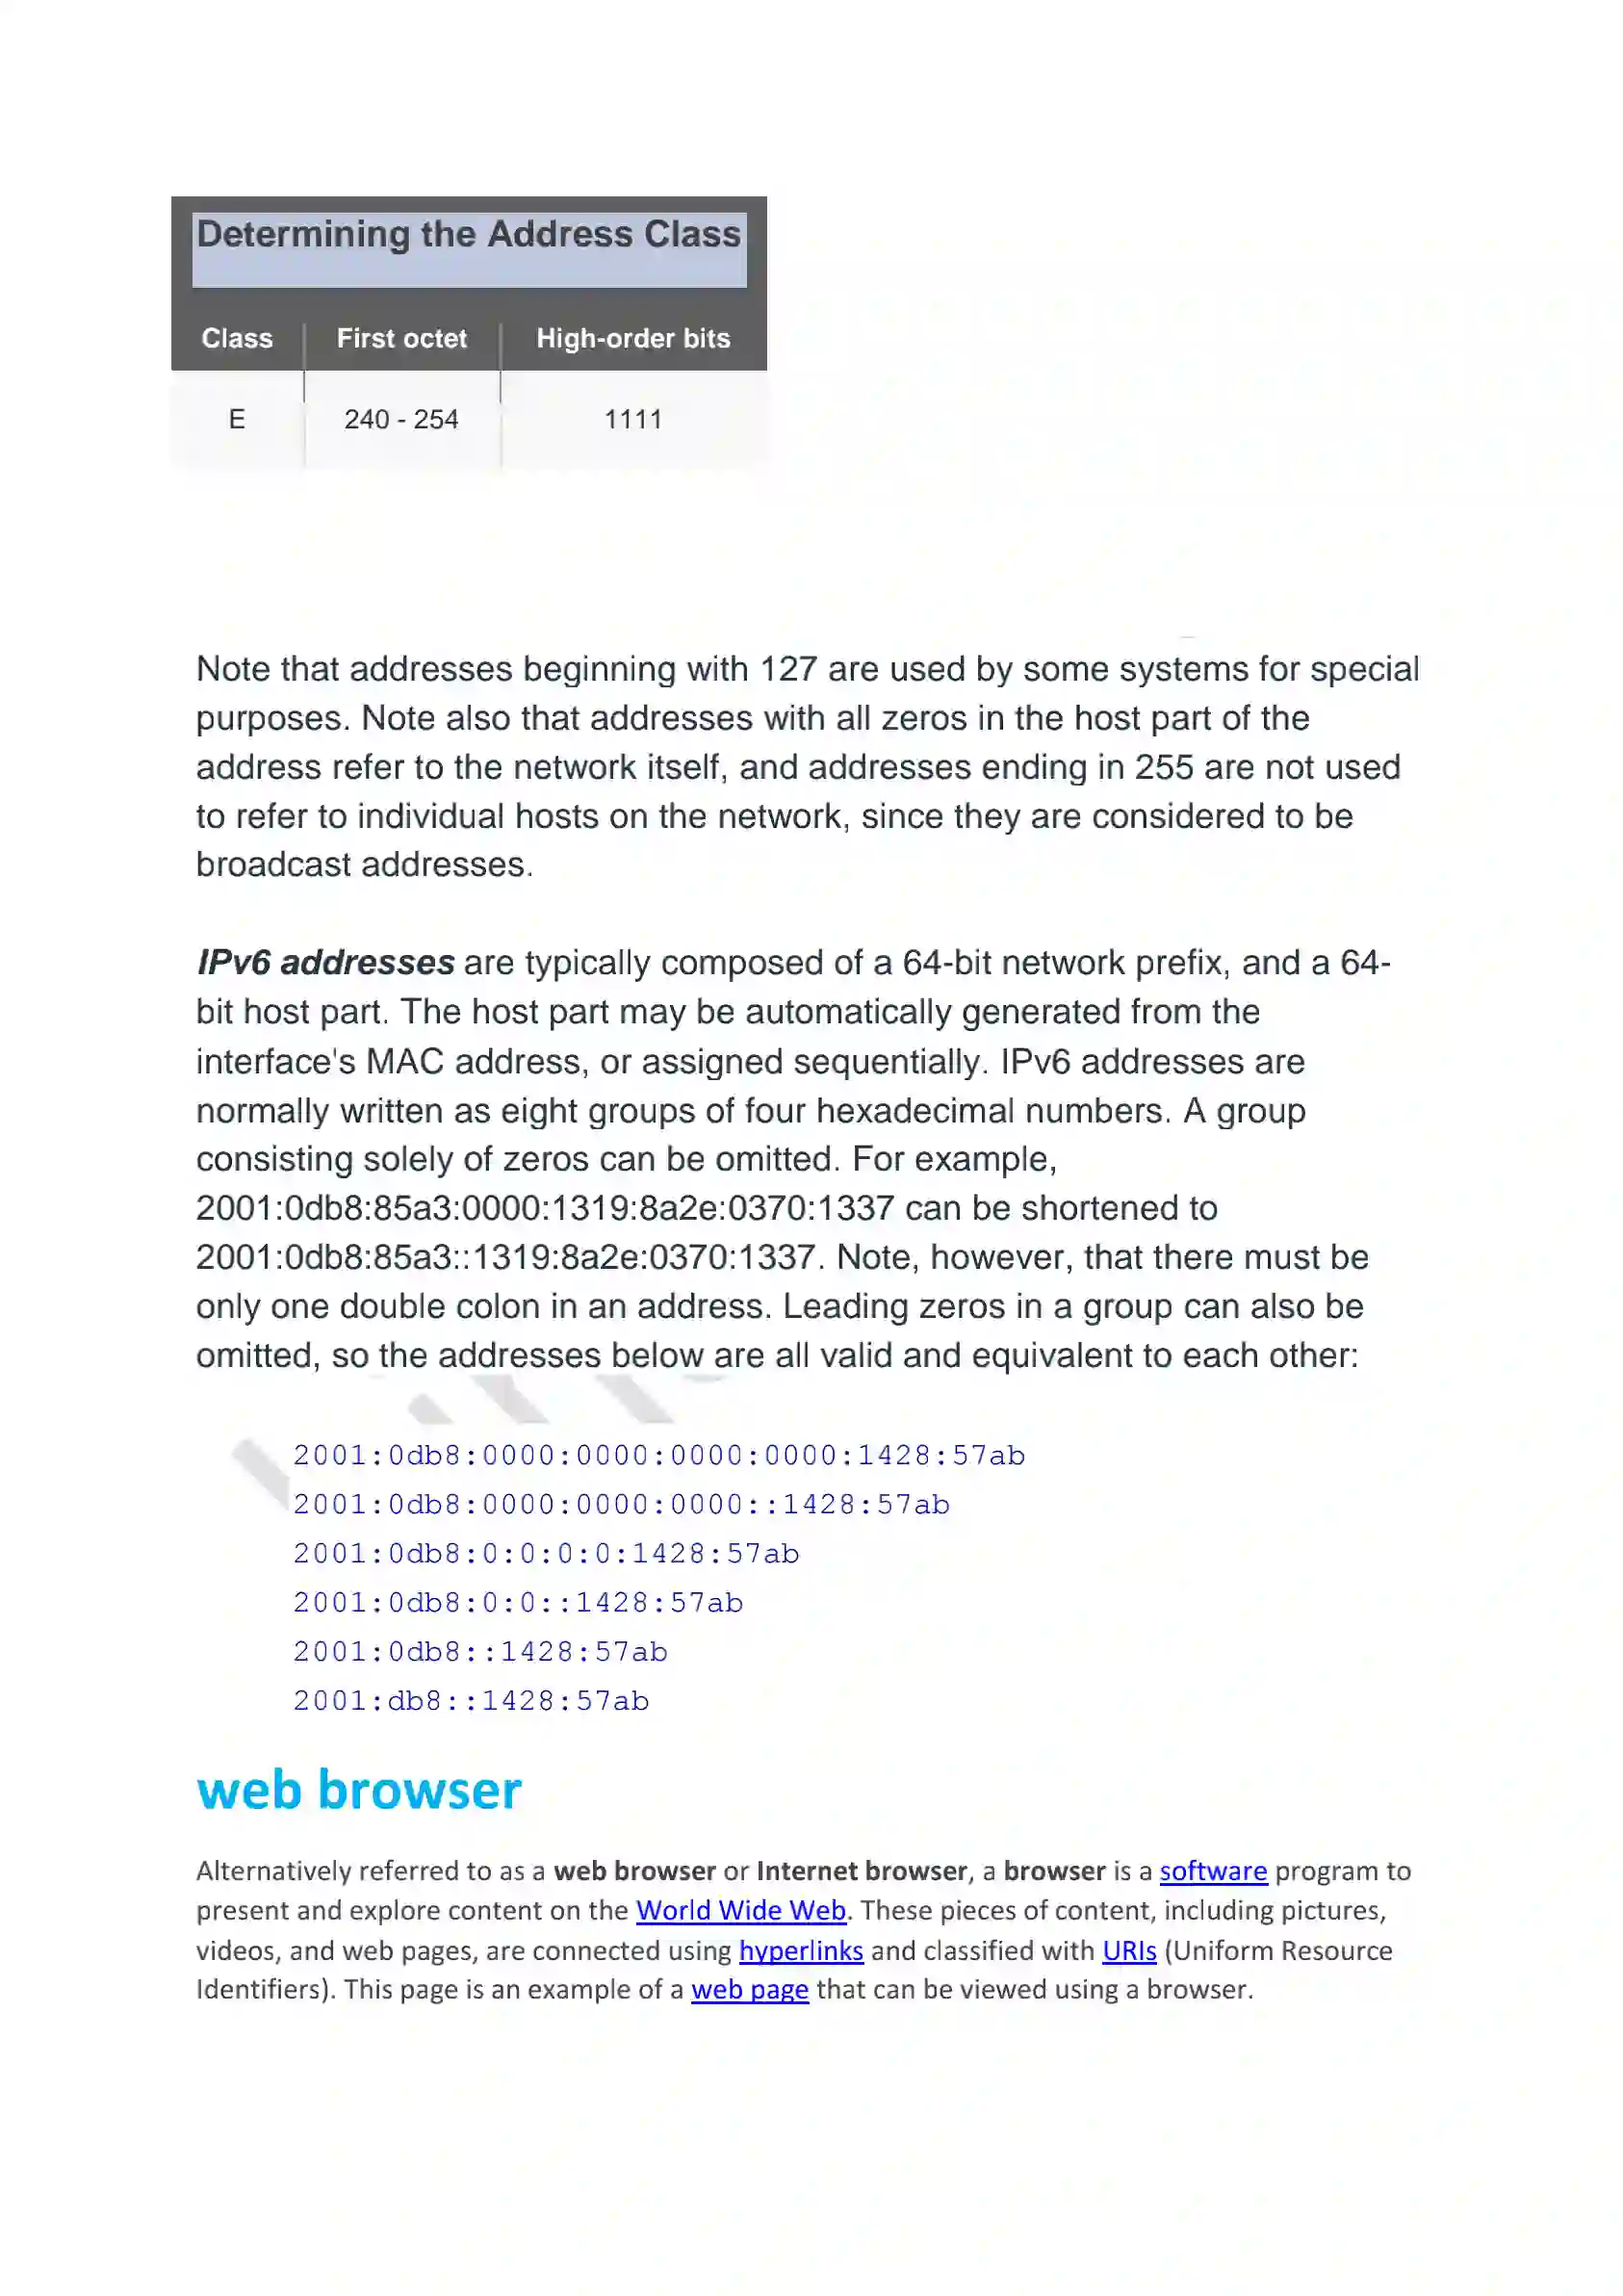 Determining the Address Class
Class First octet High-order bits
E 240 - 254 1111
Note that addresses beginning with 127 are used by some systems for special
purposes. Note also that addresses with all zeros in the host part of the
address refer to the network itself, and addresses ending in 255 are not used
to refer to individual hosts on the network, since they are considered to be
broadcast addresses.
IPv6 addresses are typically composed of a 64-bit network prefix, and a 64-
bit host part. The host part may be automatically generated from the
interface's MAC address, or assigned sequentially. IPv6 addresses are
normally written as eight groups of four hexadecimal numbers. A group
consisting solely of zeros can be omitted. For example,
2001:0db8:85a3:0000:1319:8a2e:0370:1337 can be shortened to
2001:0db8:85a3::1319:8a2e:0370:1337. Note, however, that there must be
only one double colon in an address. Leading zeros in a group can also be
omitted, so the addresses below are all valid and equivalent to each other:
2001:0db8:0000:0000:0000:0000:1428:57ab
2001:0db8:0000:0000:0000::1428:57ab
2001:0db8:0:0:0:0:1428:57ab
2001:0db8:0:0::1428:57ab
2001:0db8::1428:57ab
2001:db8::1428:57ab
web browser
Alternatively referred to as a web browser or Internet browser, a browser is a software program to
present and explore content on the World Wide Web. These pieces of content, including pictures,
videos, and web pages, are connected using hyperlinks and classified with URIs (Uniform Resource
Identifiers). This page is an example of a web page that can be viewed using a browser.